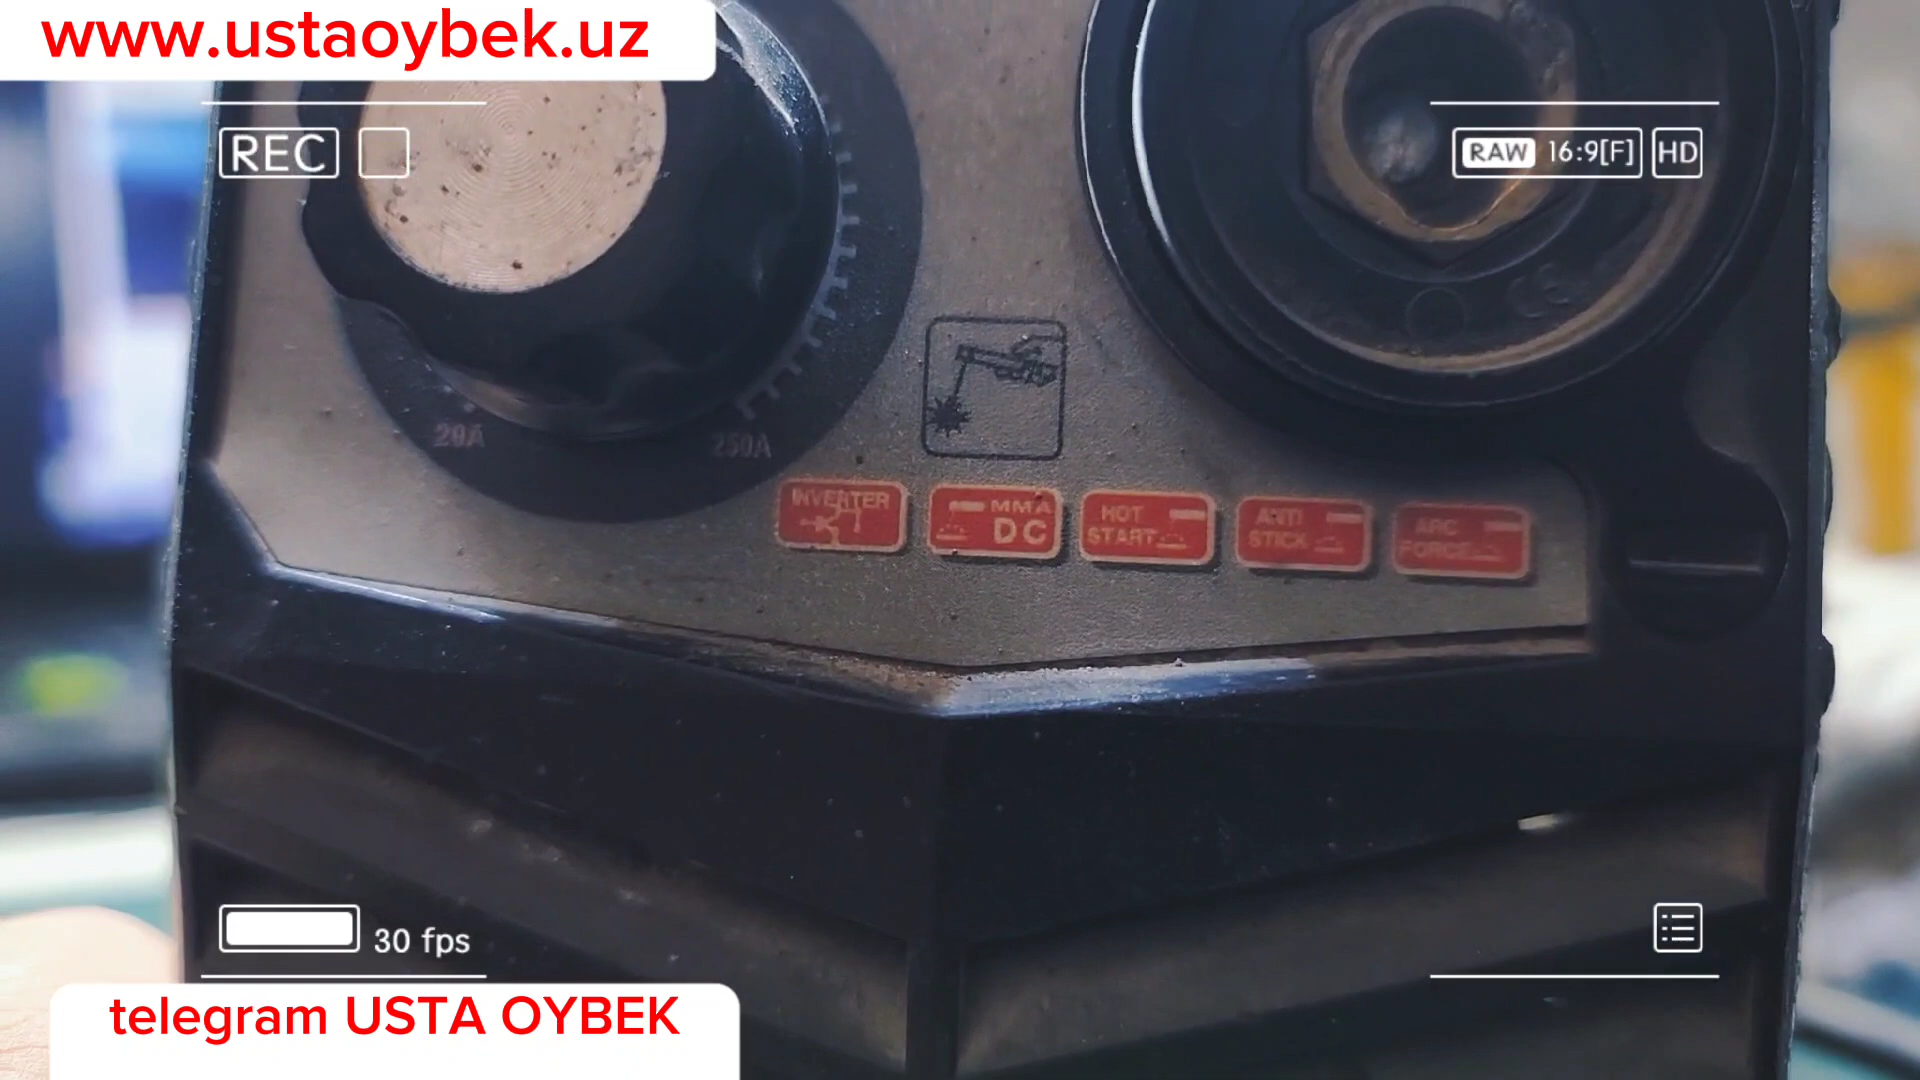 www.ustaoybek.uz
REC
RAW 16:9[F] HD
CE
20A
250A
INVERTER
MMA
DC
HOT
START
ANTI
STICK
ARC
FORCE
30 fps
telegram USTA OYBEK